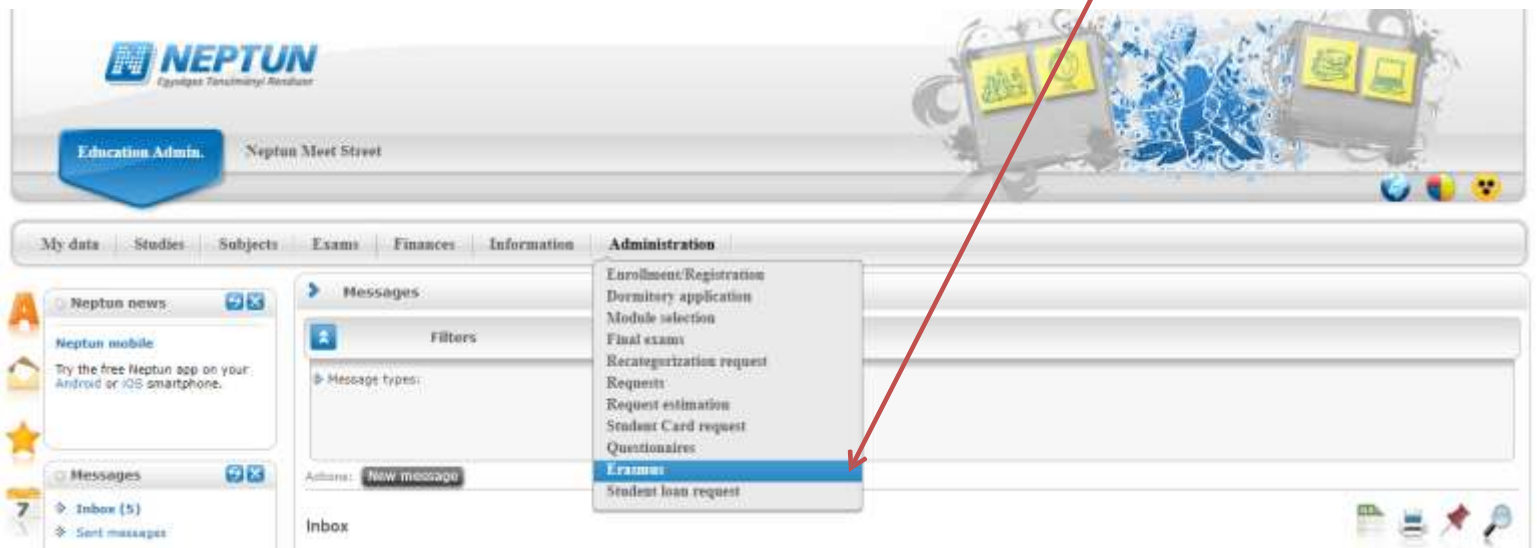 NEPTUN
Egységes Tanulmányi Rendszer
Education Admin. Neptun Meet Street
My data Studies Subjects Exams Finances Information Administration
Enrollment/Registration
Dormitory application
Module selection
Final exams
Recategorization request
Requests
Request estimation
Student Card request
Questionaires
Erasmus
Student loan request
Neptun news
Neptun mobile
Try the free Neptun app on your
Android or iOS smartphone.
Messages
Inbox (5)
Sent messages
7
Messages
Filters
Message types:
Actions: New message
Inbox